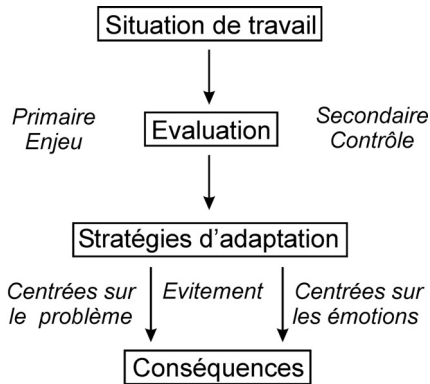 Situation de travail
Primaire
Enjeu
Evaluation
Secondaire
Contrôle
Stratégies d'adaptation
Centrées sur
le problème
Evitement
Centrées sur
les émotions
Conséquences